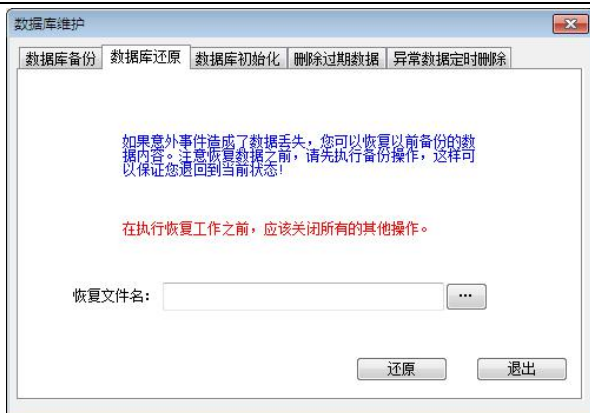 数据库维护
数据库备份 数据库还原 数据库初始化 删除过期数据 异常数据定时删除
如果意外事件造成了数据丢失，您可以恢复以前备份的数
据内容。注意恢复数据之前，请先执行备份操作，这样可
以保证您退回到当前状态！
在执行恢复工作之前，应该关闭所有的其他操作。
恢复文件名： ...
还原 退出